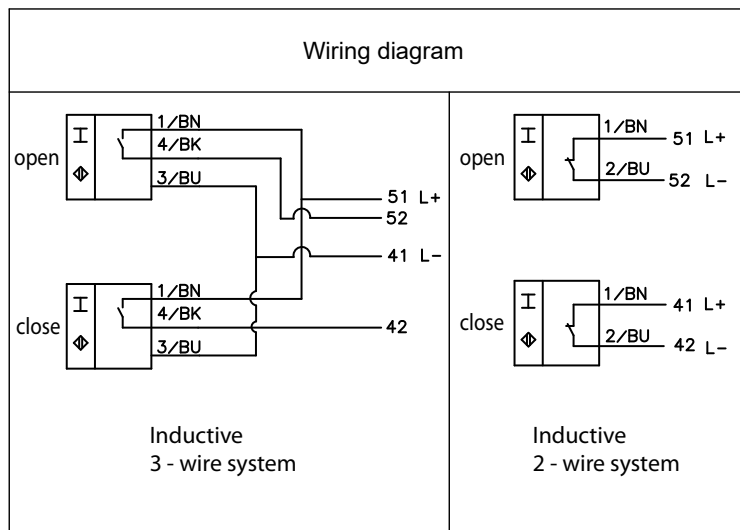 Wiring diagram
open
1/BN
4/BK
3/BU
51 L+
52
41 L-
close
1/BN
4/BK
3/BU
42
Inductive
3 - wire system
open
1/BN
51 L+
2/BU
52 L-
close
1/BN
41 L+
2/BU
42 L-
Inductive
2 - wire system